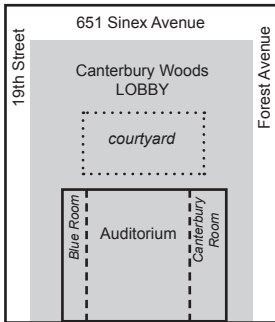 651 Sinex Avenue
19th Street
Forest Avenue
Canterbury Woods
LOBBY
courtyard
Blue Room
Auditorium
Canterbury
Room